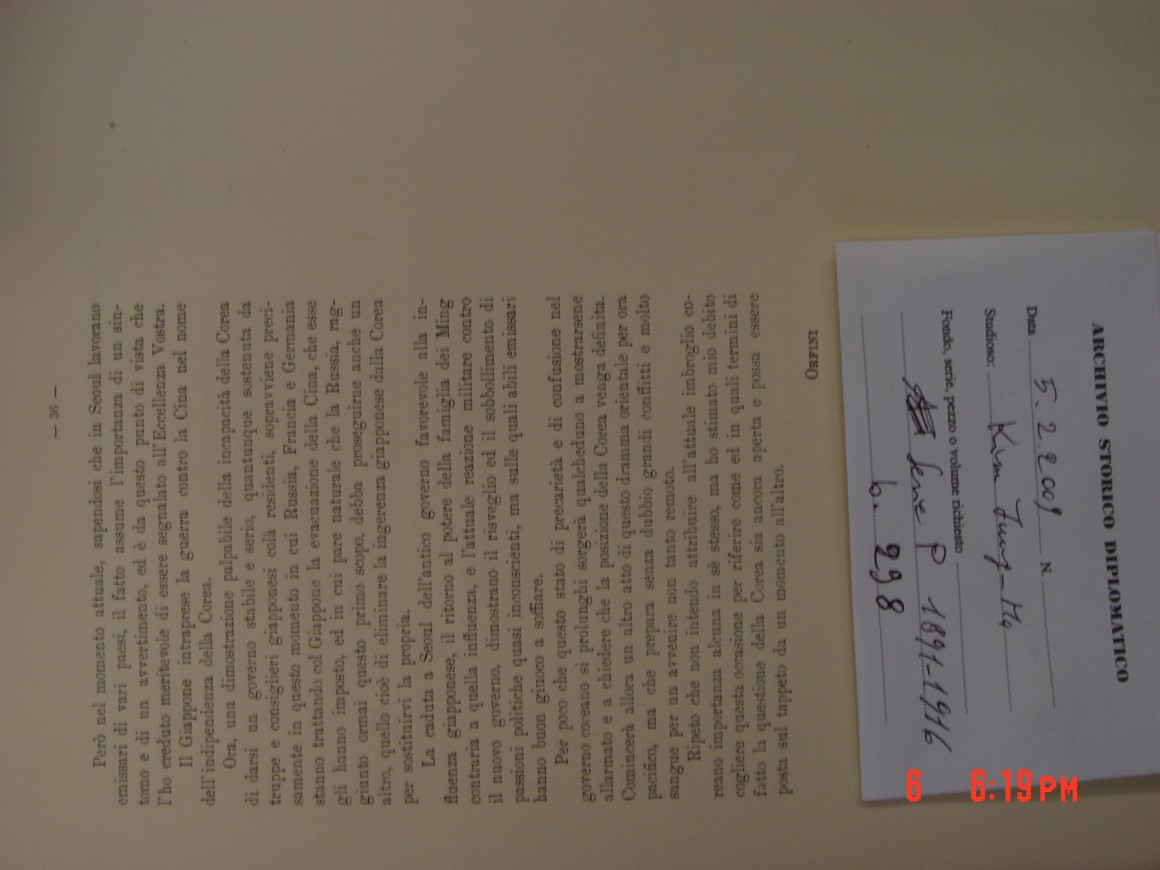 — 36 —
Però nel momento attuale, sapendosi che in Seoul lavorano
emissari di vari paesi, il fatto assume l'importanza di un sin-
tomo e di un avvertimento, ed è da questo punto di vista che
l'ho creduto meritevole di essere segnalato all'Eccellenza Vostra.
Il Giappone intraprese la guerra contro la Cina nel nome
dell'indipendenza della Corea.
Ora, una dimostrazione palpabile della incapacità della Corea
di darsi un governo stabile e serio, quantunque sostenuta da
truppe e consiglieri giapponesi colà residenti, sopravviene preci-
samente in questo momento in cui Russia, Francia e Germania
stanno trattando col Giappone la evacuazione della Cina, che esse
gli hanno imposto, ed in cui pare naturale che la Russia, rag-
giunto ormai questo primo scopo, debba proseguirne anche un
altro, quello cioè di eliminare la ingerenza giapponese dalla Corea
per sostituirvi la propria.
La caduta a Seoul dell'antico governo favorevole alla in-
fluenza giapponese, il ritorno al potere della famiglia dei Ming
contraria a quella influenza, e l'attuale reazione militare contro
il nuovo governo, dimostrano il risveglio ed il sobbollimento di
passioni politiche quasi inconscienti, ma sulle quali abili emissari
hanno buon giuoco a soffiare.
Per poco che questo stato di precarietà e di confusione nel
governo coreano si prolunghi sorgerà qualcheduno a mostrarsene
allarmato e a chiedere che la posizione della Corea venga definita.
Comincerà allora un altro atto di questo dramma orientale per ora
pacifico, ma che prepara senza dubbio grandi conflitti e molto
sangue per un avvenire non tanto remoto.
Ripeto che non intendo attribuire all'attuale imbroglio co-
reano importanza alcuna in sè stesso, ma ho stimato mio debito
cogliere questa occasione per riferire come ed in quali termini di
fatto la questione della Corea sia ancora aperta e possa essere
posta sul tappeto da un momento all'altro.
ORFINI
ARCHIVIO STORICO DIPLOMATICO
Data 5.2.2009 N.
Studioso: Kim Jung-
Fondo, serie, pezzo o volume richiesto
Serie P 1891-1916
b. 298
6 6:19PM